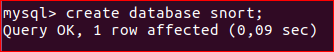 mysql> create database snort;
Query OK, 1 row affected (0,09 sec)